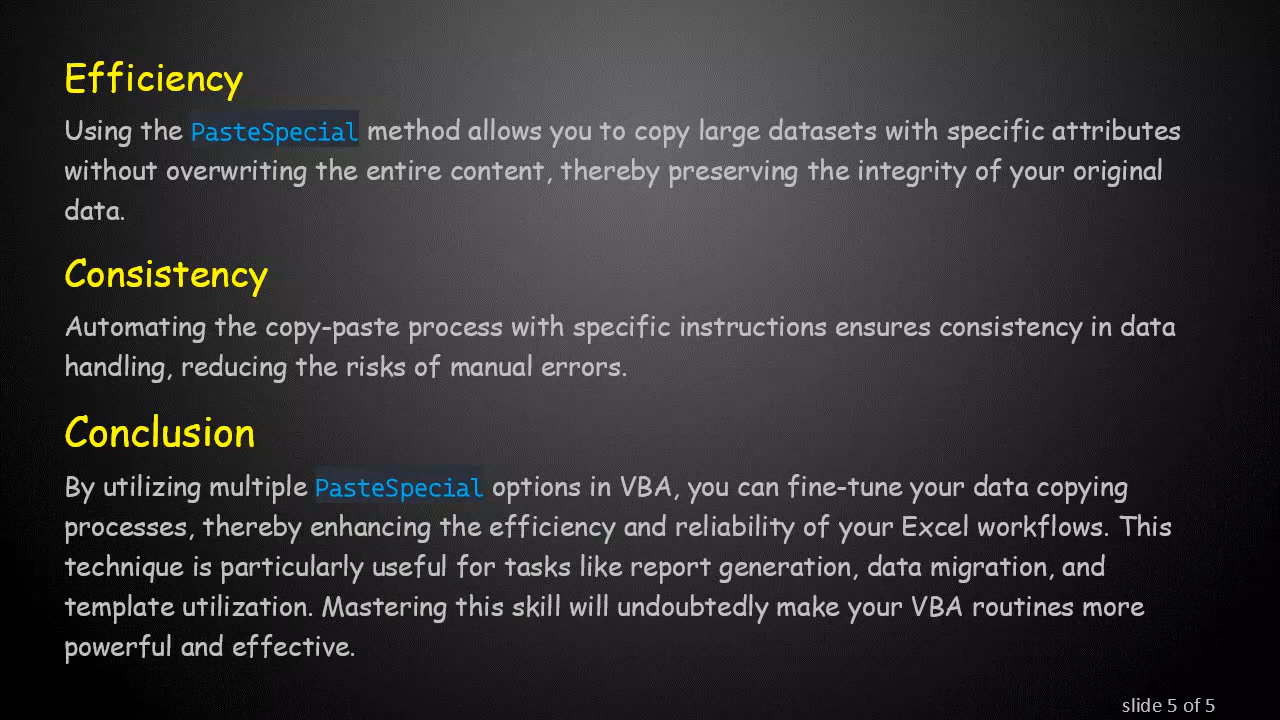 Efficiency
Using the PasteSpecial method allows you to copy large datasets with specific attributes
without overwriting the entire content, thereby preserving the integrity of your original
data.
Consistency
Automating the copy-paste process with specific instructions ensures consistency in data
handling, reducing the risks of manual errors.
Conclusion
By utilizing multiple PasteSpecial options in VBA, you can fine-tune your data copying
processes, thereby enhancing the efficiency and reliability of your Excel workflows. This
technique is particularly useful for tasks like report generation, data migration, and
template utilization. Mastering this skill will undoubtedly make your VBA routines more
powerful and effective.
slide 5 of 5